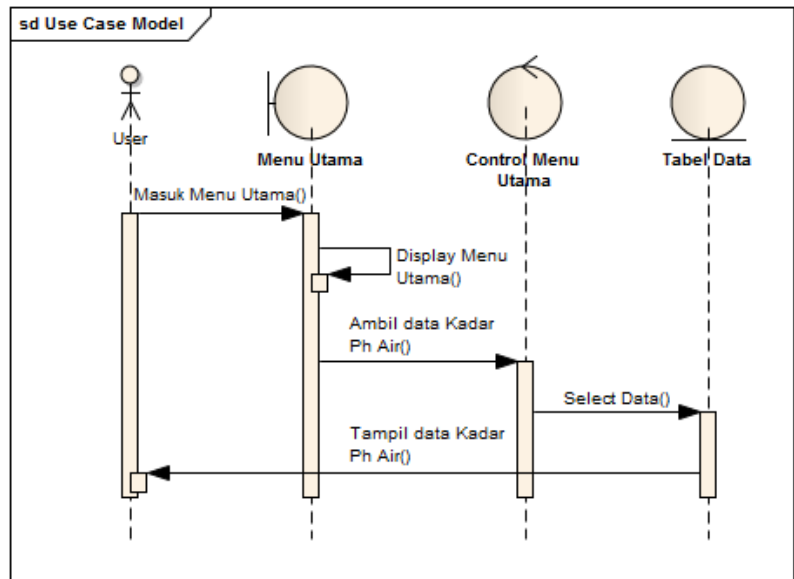 sd Use Case Model
User
Menu Utama
Control Menu
Utama
Tabel Data
Masuk Menu Utama()
Display Menu
Utama()
Ambil data Kadar
Ph Air()
Select Data()
Tampil data Kadar
Ph Air()